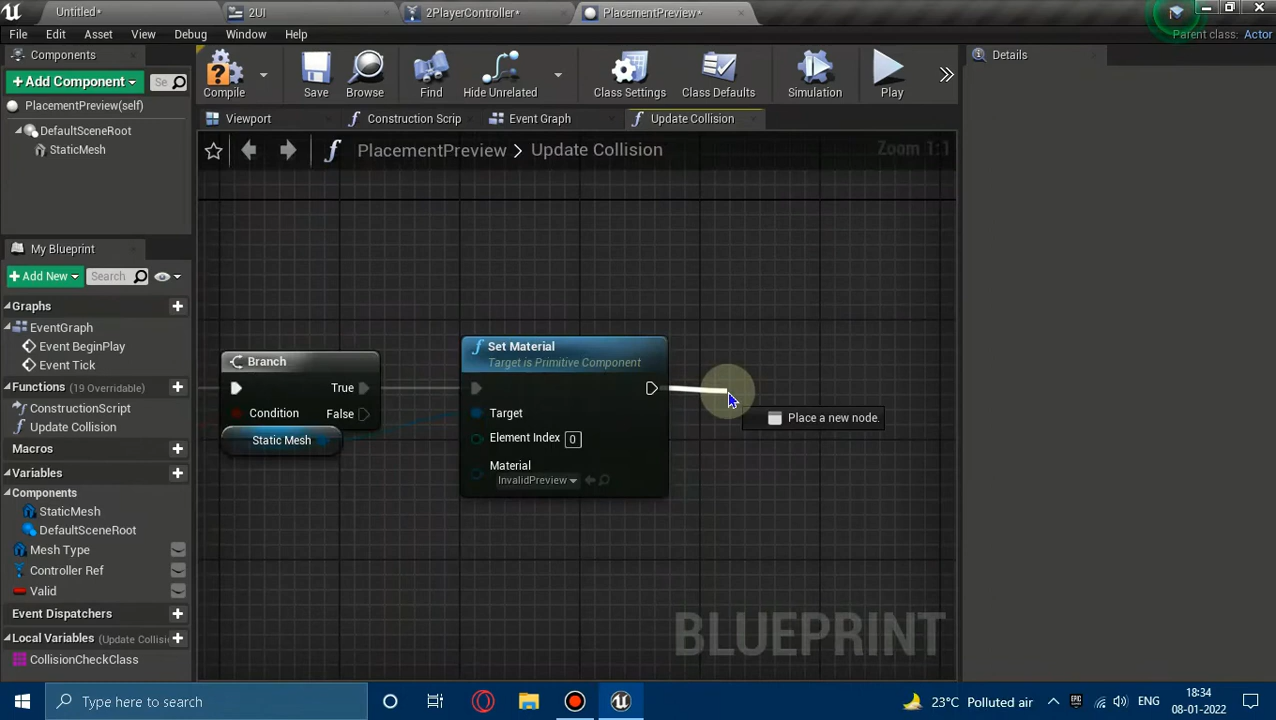 Untitled*
2UI
2PlayerController*
PlacementPreview*
File Edit Asset View Debug Window Help
Parent class: Actor
Components
+ Add Component
Se
PlacementPreview(self)
DefaultSceneRoot
StaticMesh
Compile
Save
Browse
Find
Hide Unrelated
Class Settings
Class Defaults
Simulation
Play
Details
Viewport
Construction Scrip
Event Graph
Update Collision
PlacementPreview > Update Collision
Zoom 1:1
My Blueprint
+ Add New
Search
Graphs
EventGraph
Event BeginPlay
Event Tick
Functions (19 Overridable)
ConstructionScript
Update Collision
Macros
Variables
Components
StaticMesh
DefaultSceneRoot
Mesh Type
Controller Ref
Valid
Event Dispatchers
Local Variables (Update Collisio
CollisionCheckClass
Branch
True
Condition
False
Static Mesh
Set Material
Target is Primitive Component
Target
Element Index 0
Material
InvalidPreview
Place a new node.
BLUEPRINT
Type here to search
23°C Polluted air
ENG
18:34
08-01-2022